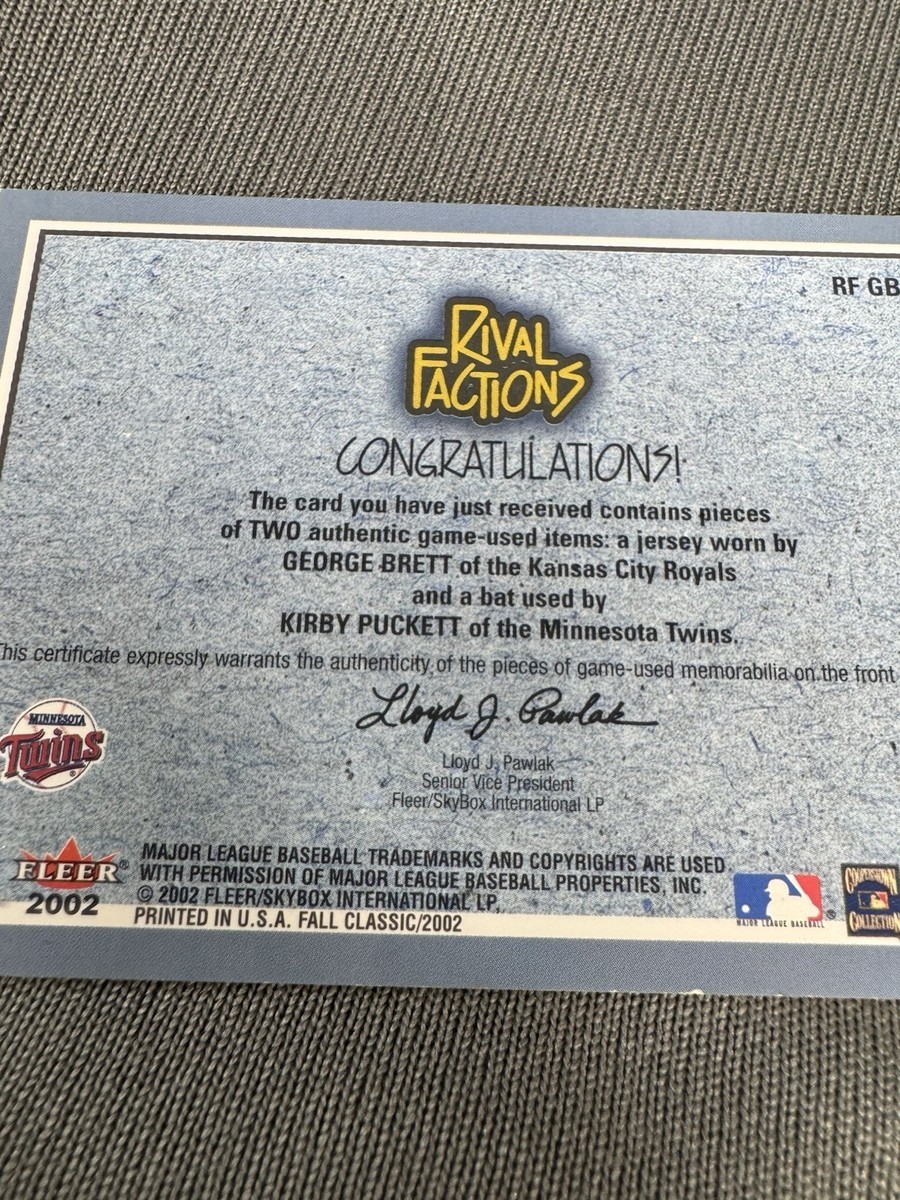 RF GB
RIVAL
FACTIONS
CONGRATULATIONS!
The card you have just received contains pieces
of TWO authentic game-used items: a jersey worn by
GEORGE BRETT of the Kansas City Royals
and a bat used by
KIRBY PUCKETT of the Minnesota Twins.
his certificate expressly warrants the authenticity of the pieces of game-used memorabilia on the front
Lloyd J. Pawlak
Lloyd J. Pawlak
Senior Vice President
Fleer/SkyBox International LP
MINNESOTA
Twins
FLEER®
2002
MAJOR LEAGUE BASEBALL TRADEMARKS AND COPYRIGHTS ARE USED
WITH PERMISSION OF MAJOR LEAGUE BASEBALL PROPERTIES, INC.
© 2002 FLEER/SKYBOX INTERNATIONAL LP.
PRINTED IN U.S.A. FALL CLASSIC/2002
MAJOR LEAGUE BASEBALL®
COOPERSTOWN
COLLECTION